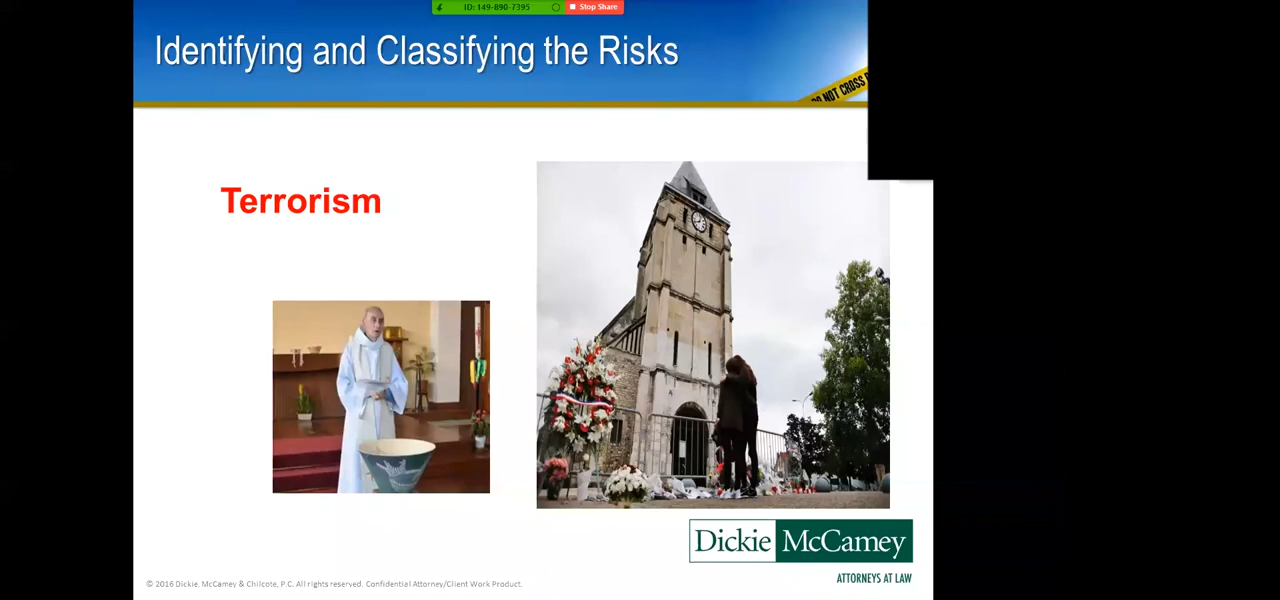 ID: 149-890-7395
Stop Share
Identifying and Classifying the Risks
NOT CROSS
Terrorism
Dickie McCamey
ATTORNEYS AT LAW
© 2016 Dickie, McCamey & Chilcote, P.C. All rights reserved. Confidential Attorney/Client Work Product.